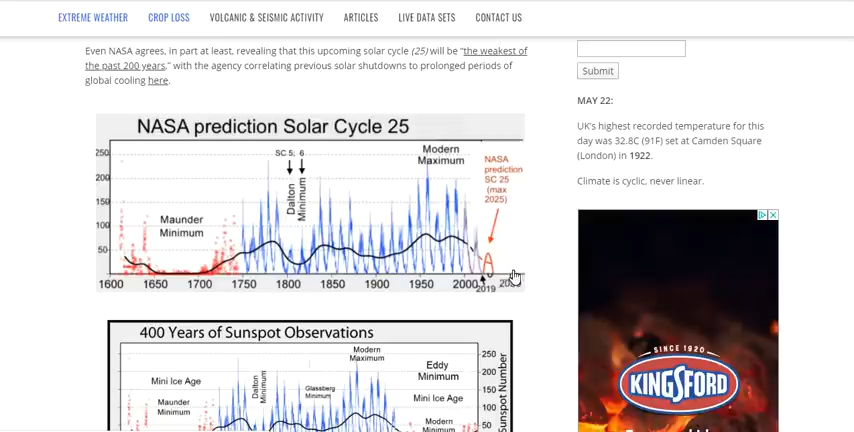 EXTREME WEATHER CROP LOSS VOLCANIC & SEISMIC ACTIVITY ARTICLES LIVE DATA SETS CONTACT US
Even NASA agrees, in part at least, revealing that this upcoming solar cycle (25) will be “the weakest of
the past 200 years,” with the agency correlating previous solar shutdowns to prolonged periods of
global cooling here.
NASA prediction Solar Cycle 25
250
200
150
100
50
Maunder
Minimum
SC 5, 6
Dalton
Minimum
Modern
Maximum
NASA
prediction
SC 25
(max
2025)
1600 1650 1700 1750 1800 1850 1900 1950 2000
2019
400 Years of Sunspot Observations
Mini Ice Age
Maunder
Minimum
Dalton
Minimum
Glassberg
Minimum
Modern
Maximum
Eddy
Minimum
Mini Ice Age
Modern
Minimum
250
200
150
100
50
Sunspot Number
Submit
MAY 22:
UK's highest recorded temperature for this
day was 32.8C (91F) set at Camden Square
(London) in 1922.
Climate is cyclic, never linear.
SINCE 1920
KINGSFORD